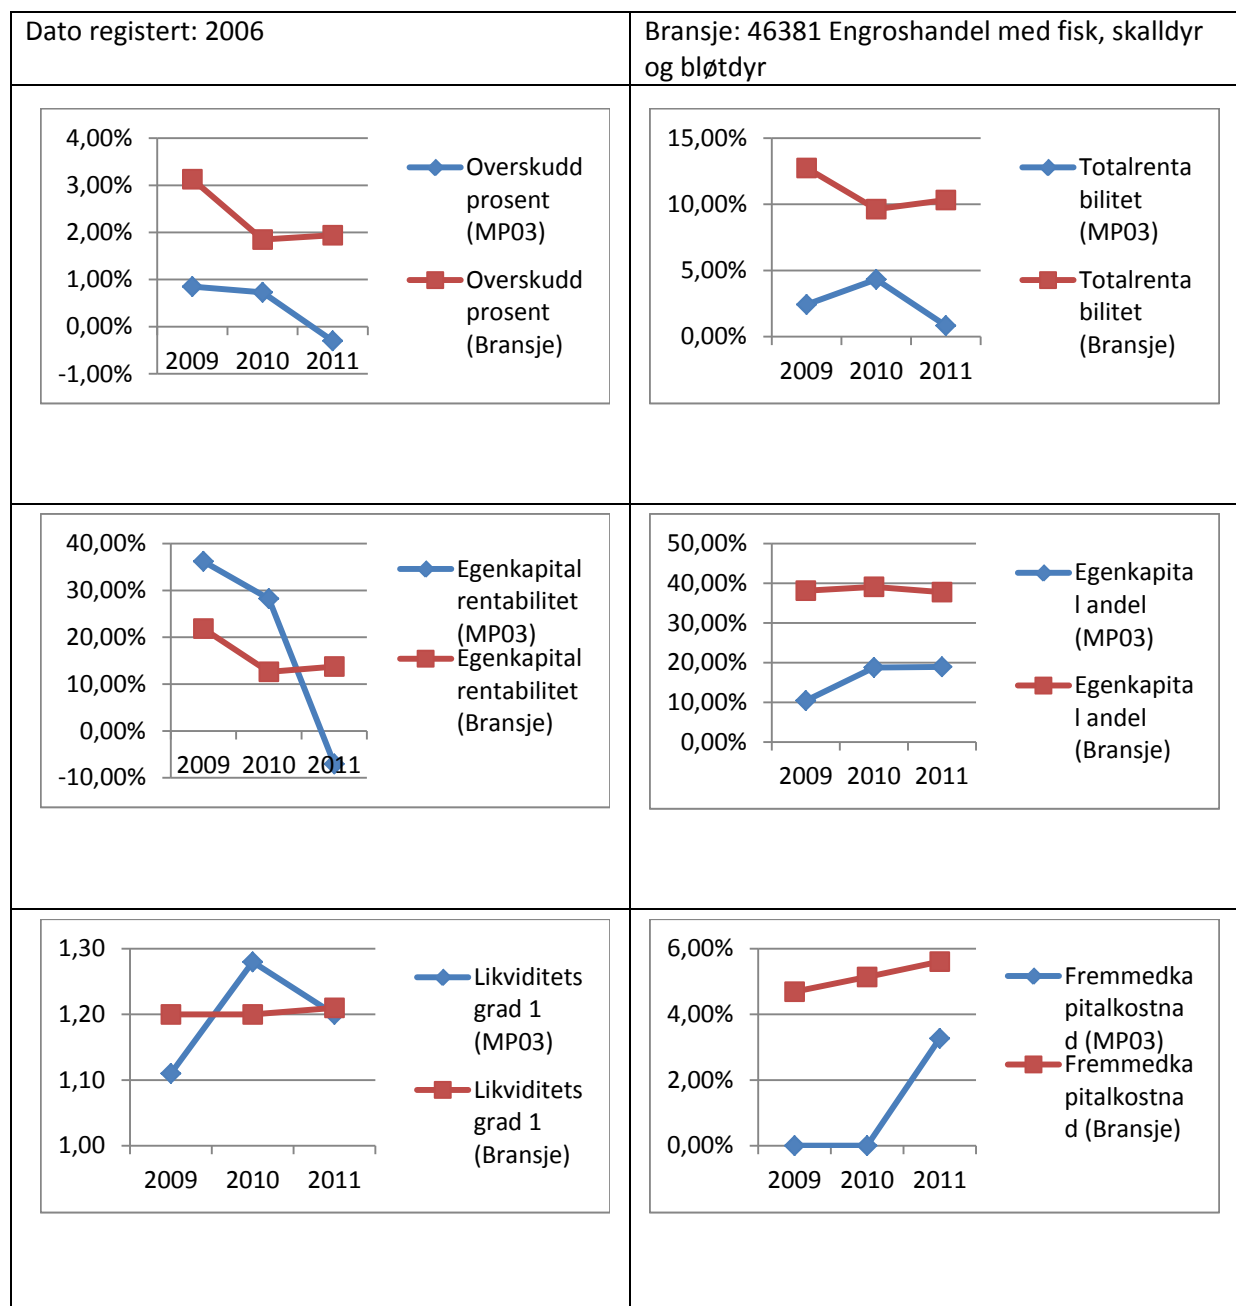 Dato registert: 2006
Bransje: 46381 Engroshandel med fisk, skalldyr
og bløtdyr
4,00%
3,00%
2,00%
1,00%
0,00%
-1,00%
2009 2010 2011
Overskudd
prosent
(MP03)
Overskudd
prosent
(Bransje)
15,00%
10,00%
5,00%
0,00%
2009 2010 2011
Totalrenta
bilitet
(MP03)
Totalrenta
bilitet
(Bransje)
40,00%
30,00%
20,00%
10,00%
0,00%
-10,00%
2009 2010 2011
Egenkapital
rentabilitet
(MP03)
Egenkapital
rentabilitet
(Bransje)
50,00%
40,00%
30,00%
20,00%
10,00%
0,00%
2009 2010 2011
Egenkapita
l andel
(MP03)
Egenkapita
l andel
(Bransje)
1,30
1,20
1,10
1,00
2009 2010 2011
Likviditets
grad 1
(MP03)
Likviditets
grad 1
(Bransje)
6,00%
4,00%
2,00%
0,00%
2009 2010 2011
Fremmedka
pitalkostna
d (MP03)
Fremmedka
pitalkostna
d (Bransje)